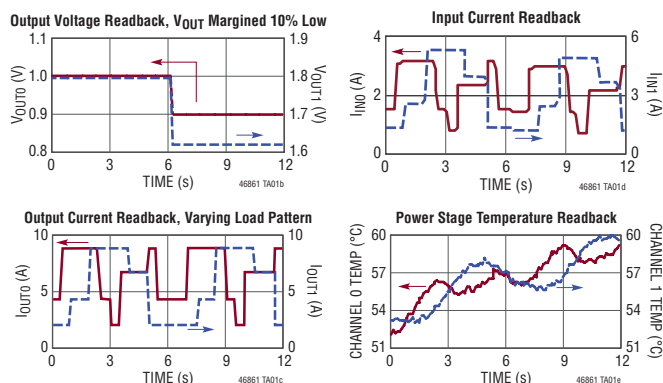 Output Voltage Readback, VOUT Margined 10% Low
1.1
1.0
0.9
0.8
VOUT0 (V)
1.9
1.8
1.7
1.6
VOUT1 (V)
0 3 6 9 12
TIME (s)
46861 TA01b
Input Current Readback
4
2
0
IIN0 (A)
6
4
2
0
IIN1 (A)
0 3 6 9 12
TIME (s)
46861 TA01d
Output Current Readback, Varying Load Pattern
10
5
0
IOUT0 (A)
10
5
0
IOUT1 (A)
0 3 6 9 12
TIME (s)
46861 TA01c
Power Stage Temperature Readback
60
57
54
51
CHANNEL 0 TEMP (°C)
60
57
54
51
CHANNEL 1 TEMP (°C)
0 3 6 9 12
TIME (s)
46861 TA01e